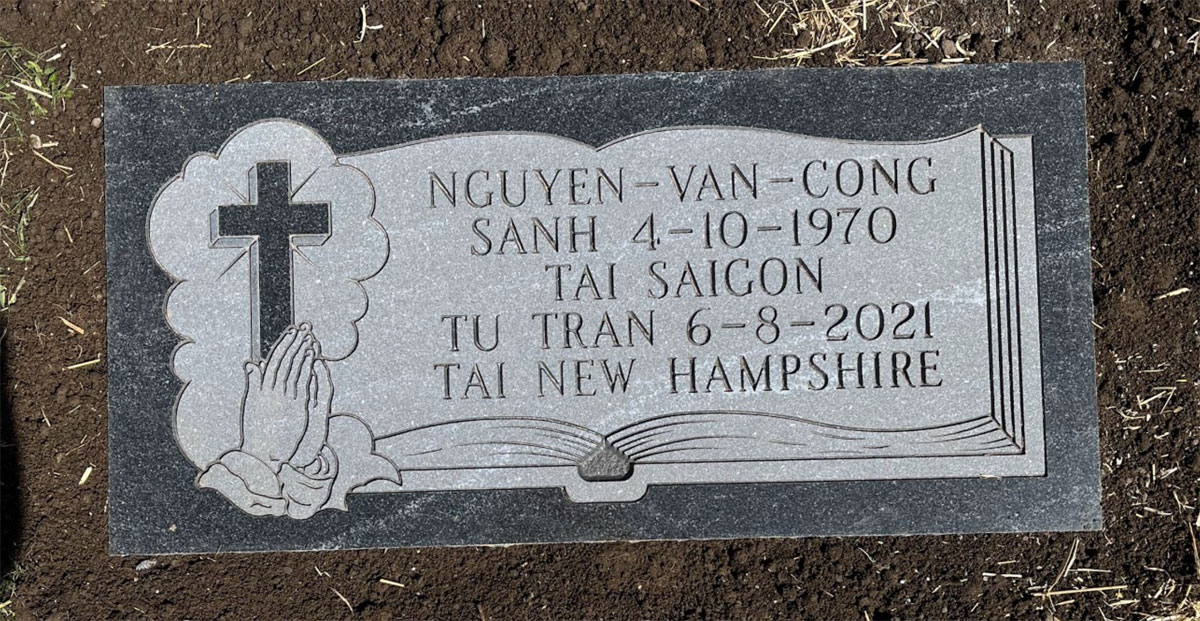 NGUYEN-VAN-CONG
SANH 4-10-1970
TAI SAIGON
TU TRAN 6-8-2021
TAI NEW HAMPSHIRE